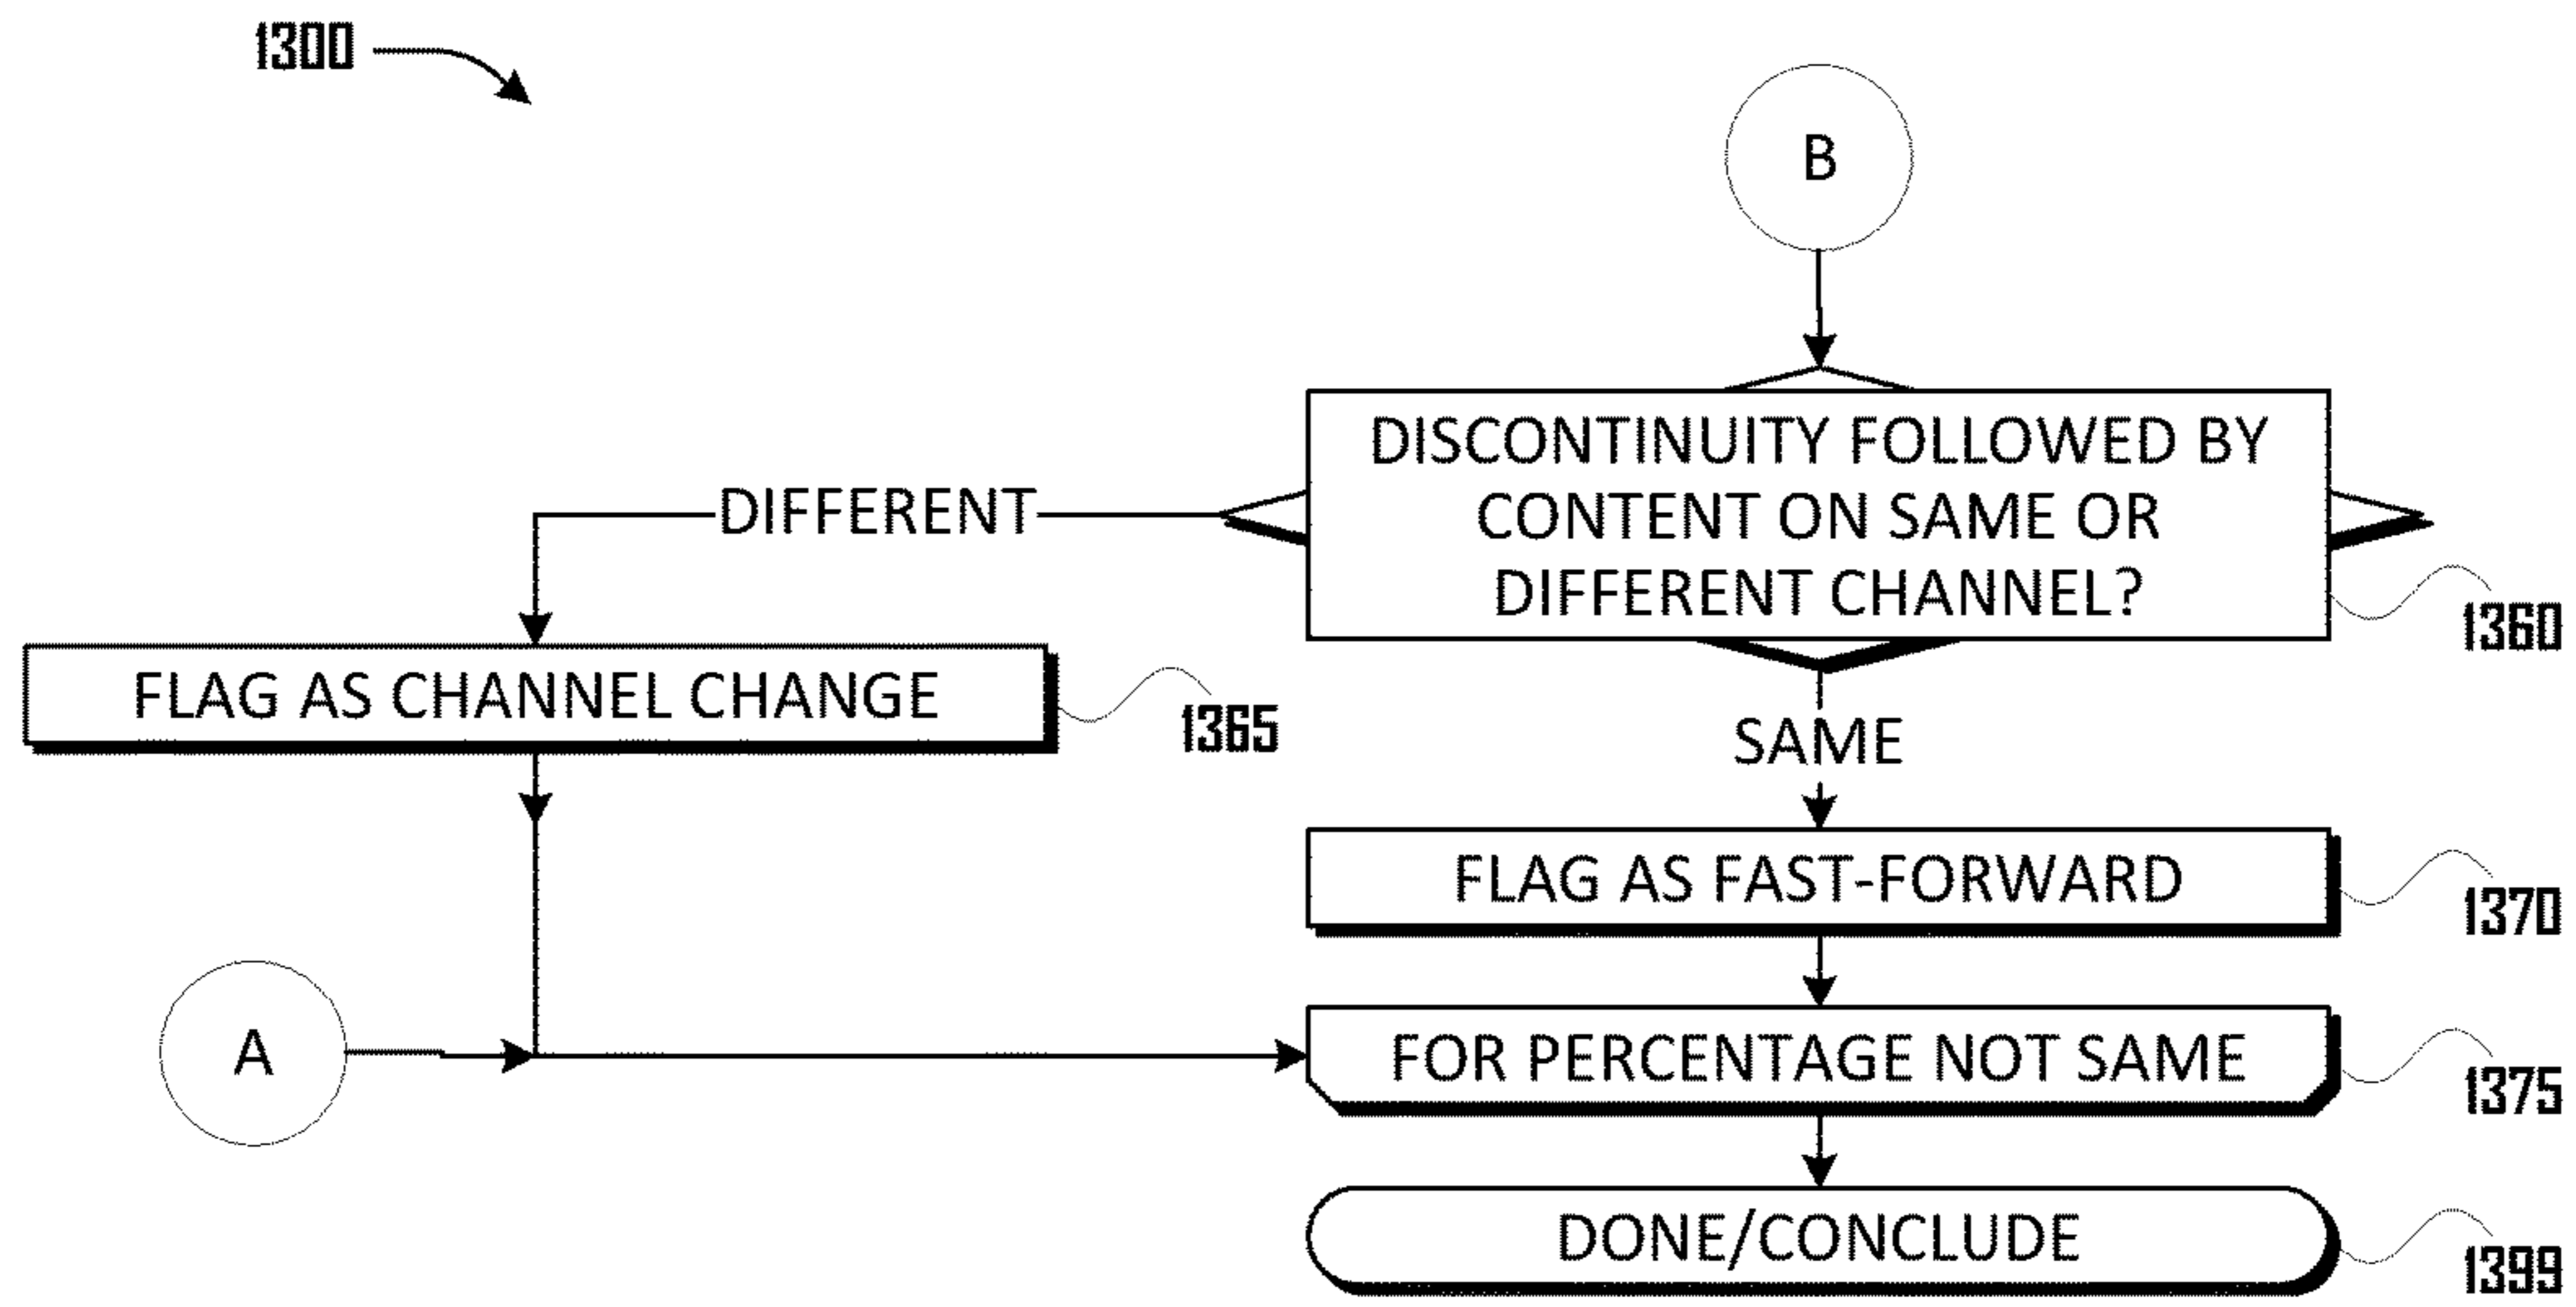 1300
B
DISCONTINUITY FOLLOWED BY
CONTENT ON SAME OR
DIFFERENT CHANNEL?
DIFFERENT
1360
FLAG AS CHANNEL CHANGE
1365
SAME
FLAG AS FAST-FORWARD
1370
A
FOR PERCENTAGE NOT SAME
1375
DONE/CONCLUDE
1399